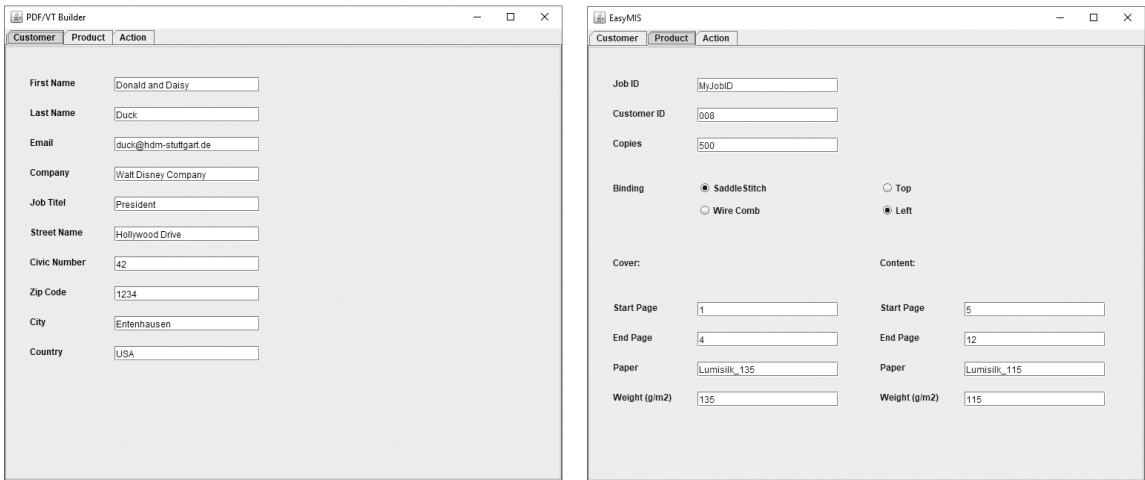 PDF/VT Builder
Customer Product Action
First Name Donald and Daisy
Last Name Duck
Email duck@hdm-stuttgart.de
Company Walt Disney Company
Job Titel President
Street Name Hollywood Drive
Civic Number 42
Zip Code 1234
City Entenhausen
Country USA
EasyMIS
Customer Product Action
Job ID MyJobID
Customer ID 008
Copies 500
Binding SaddleStitch Top
Wire Comb Left
Cover: Content:
Start Page 1 Start Page 5
End Page 4 End Page 12
Paper Lumisilk_135 Paper Lumisilk_115
Weight (g/m2) 135 Weight (g/m2) 115